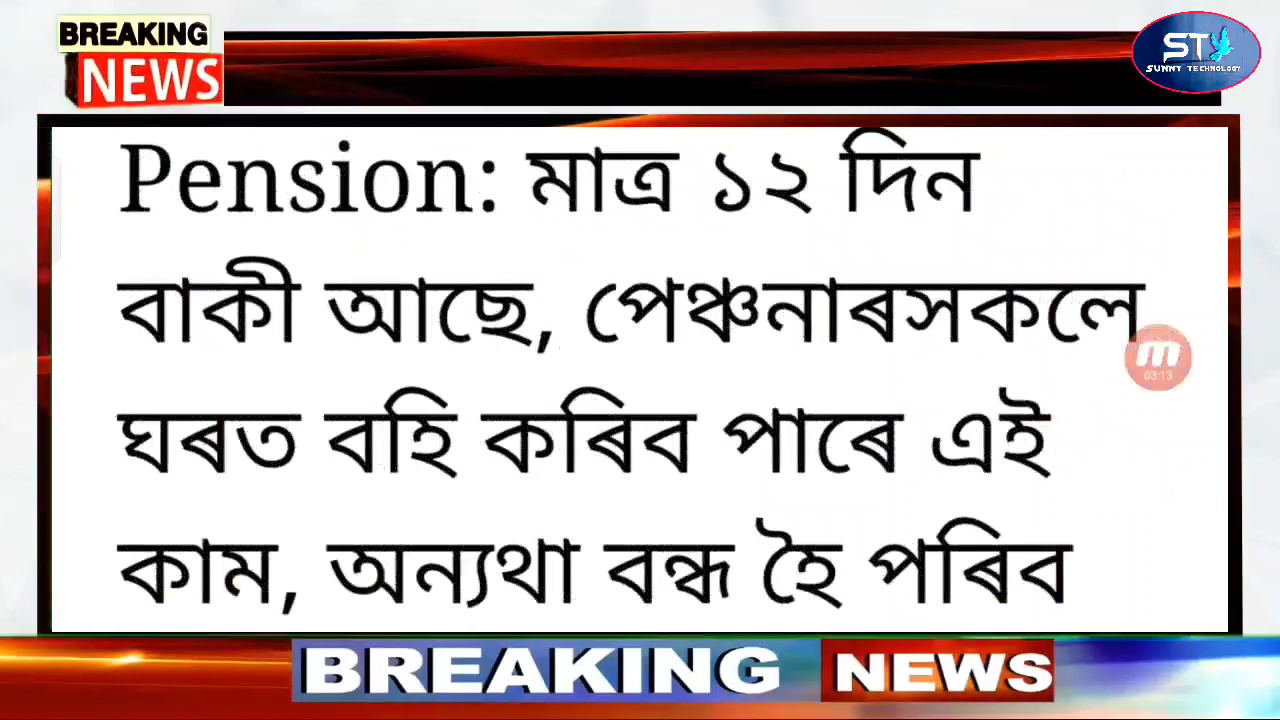 BREAKING
NEWS
ST
SUNNY TECHNOLOGY
Pension: মাত্ৰ ১২ দিন
বাকী আছে, পেঞ্চনাৰসকলে
03:13
ঘৰত বহি কৰিব পাৰে এই
কাম, অন্যথা বন্ধ হৈ পৰিব
BREAKING NEWS